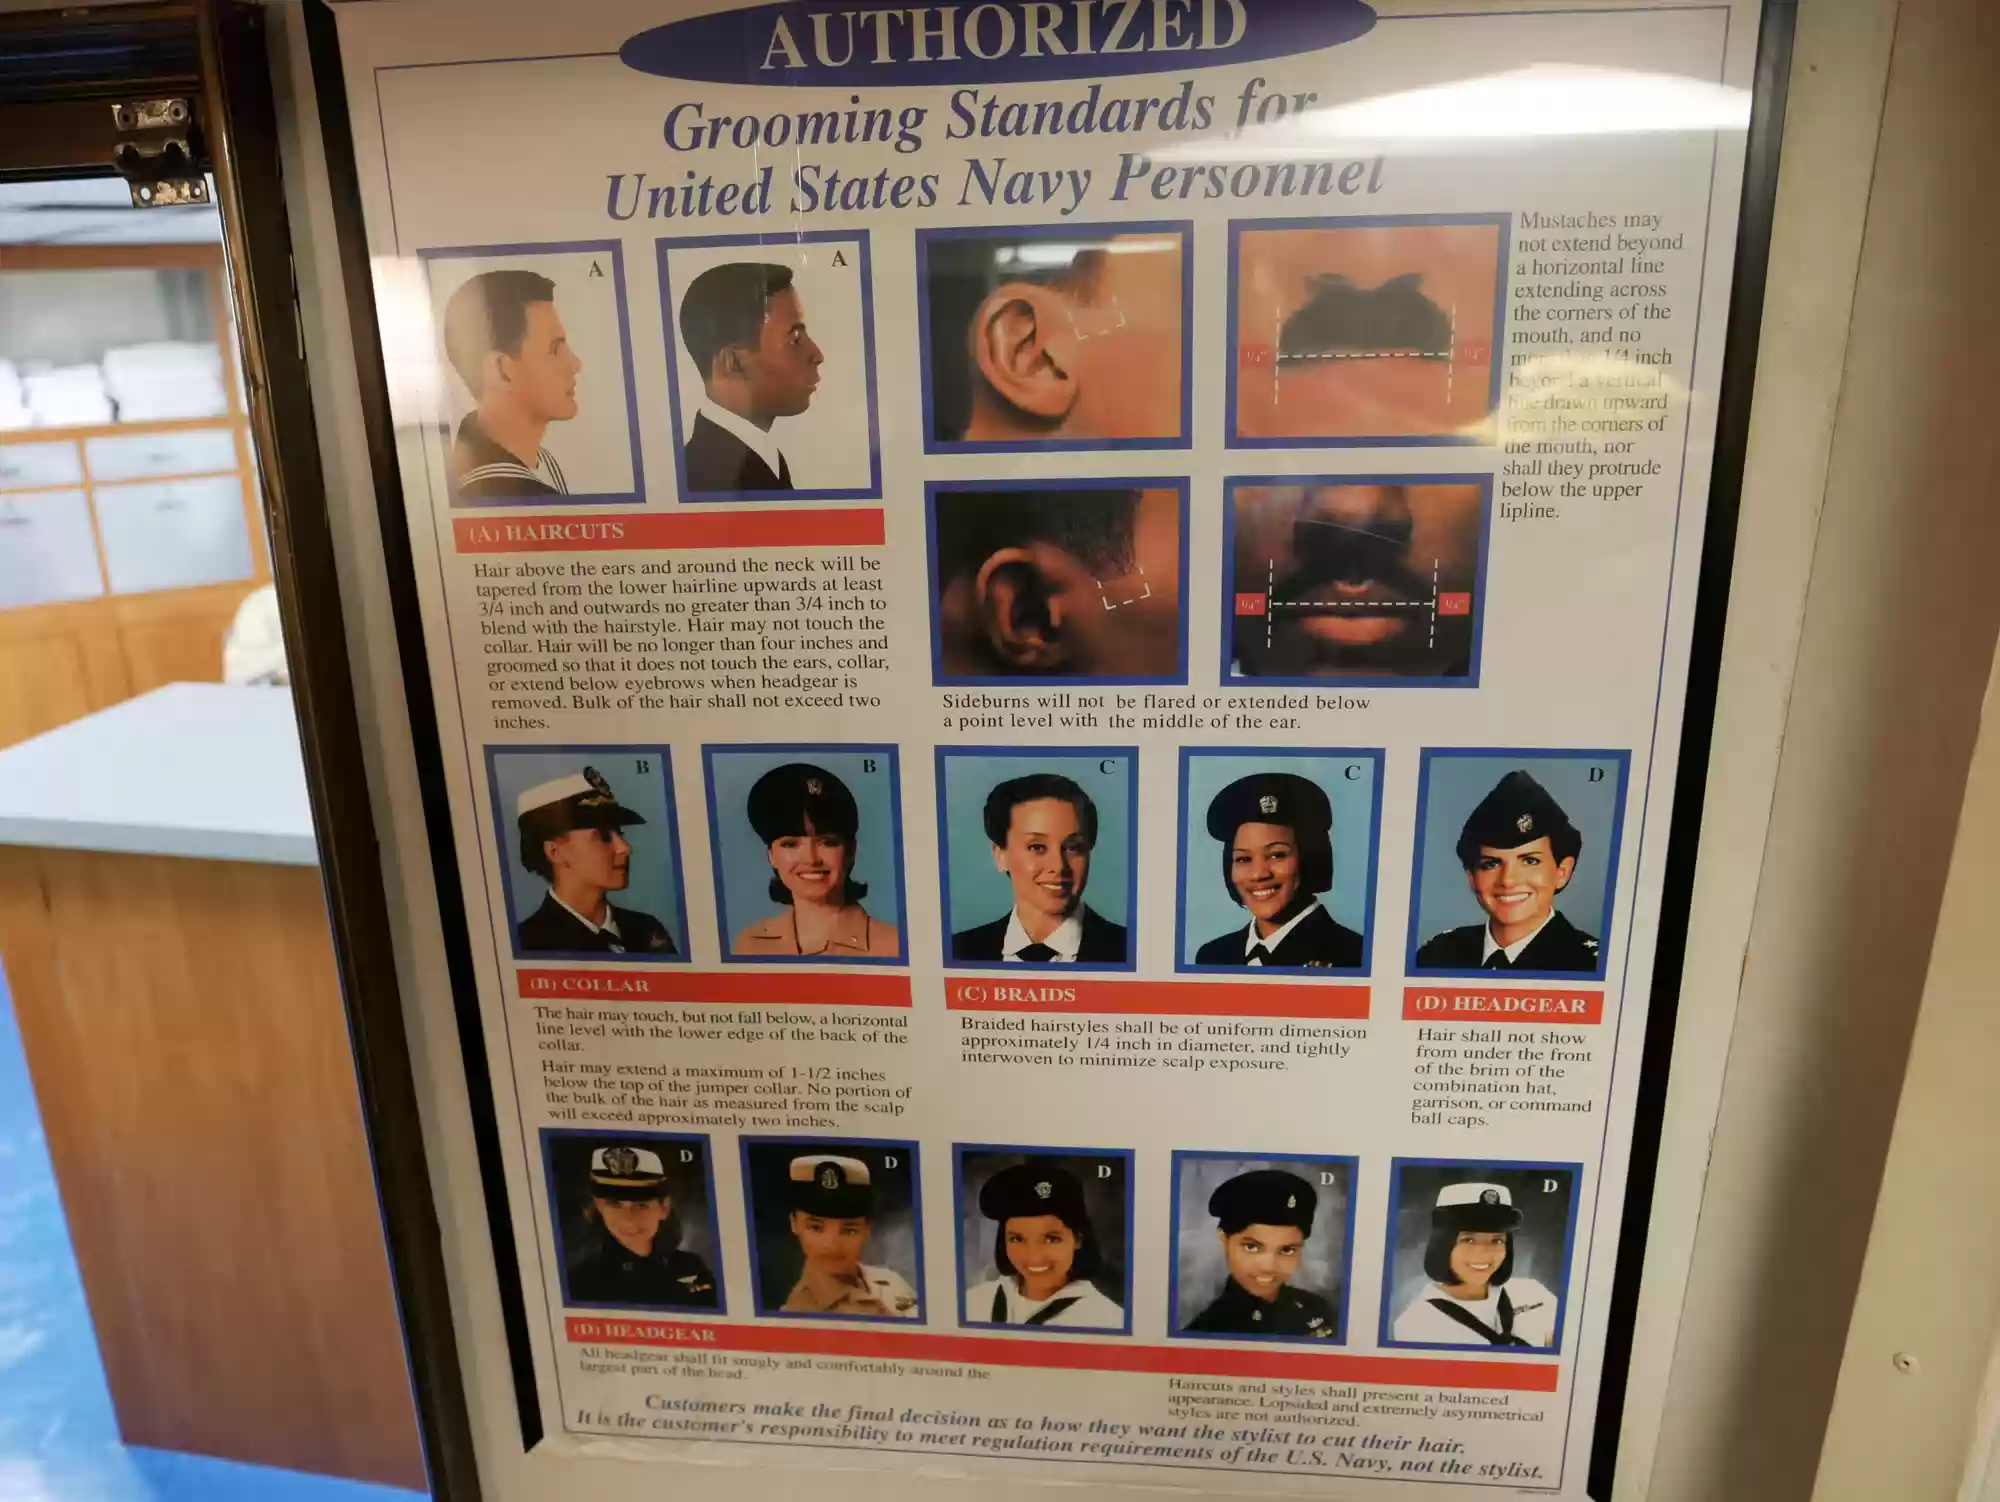 AUTHORIZED
Grooming Standards for
United States Navy Personnel
A
A
Mustaches may
not extend beyond
a horizontal line
extending across
the corners of the
mouth, and no
1/4 inch
beyond a vertical
line drawn upward
from the corners of
the mouth, nor
shall they protrude
below the upper
lipline.
1/4"
1/4"
1/4"
1/4"
(A) HAIRCUTS
Hair above the ears and around the neck will be
tapered from the lower hairline upwards at least
3/4 inch and outwards no greater than 3/4 inch to
blend with the hairstyle. Hair may not touch the
collar. Hair will be no longer than four inches and
groomed so that it does not touch the ears, collar,
or extend below eyebrows when headgear is
removed. Bulk of the hair shall not exceed two
inches.
Sideburns will not be flared or extended below
a point level with the middle of the ear.
B
B
C
C
D
(B) COLLAR
The hair may touch, but not fall below, a horizontal
line level with the lower edge of the back of the
collar.
Hair may extend a maximum of 1-1/2 inches
below the top of the jumper collar. No portion of
the bulk of the hair as measured from the scalp
will exceed approximately two inches.
(C) BRAIDS
Braided hairstyles shall be of uniform dimension
approximately 1/4 inch in diameter, and tightly
interwoven to minimize scalp exposure.
(D) HEADGEAR
Hair shall not show
from under the front
of the brim of the
combination hat,
garrison, or command
ball caps.
D
D
D
D
D
(D) HEADGEAR
All headgear shall fit snugly and comfortably around the
largest part of the head.
Haircuts and styles shall present a balanced
appearance. Lopsided and extremely asymmetrical
styles are not authorized.
Customers make the final decision as to how they want the stylist to cut their hair.
It is the customer's responsibility to meet regulation requirements of the U.S. Navy, not the stylist.